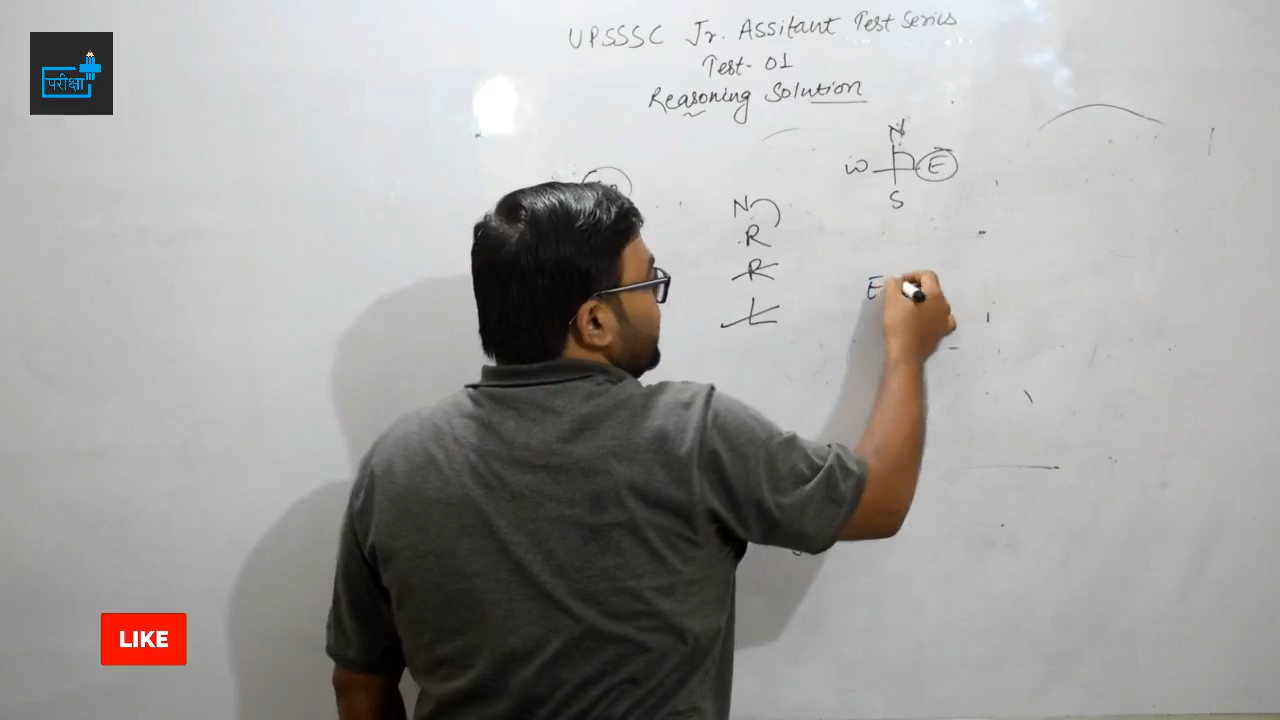 परीक्षा
UPSSSC Jr. Assitant Test Series
Test- 01
Reasoning Solution
N
W E
S
N
R
R
L
E
LIKE